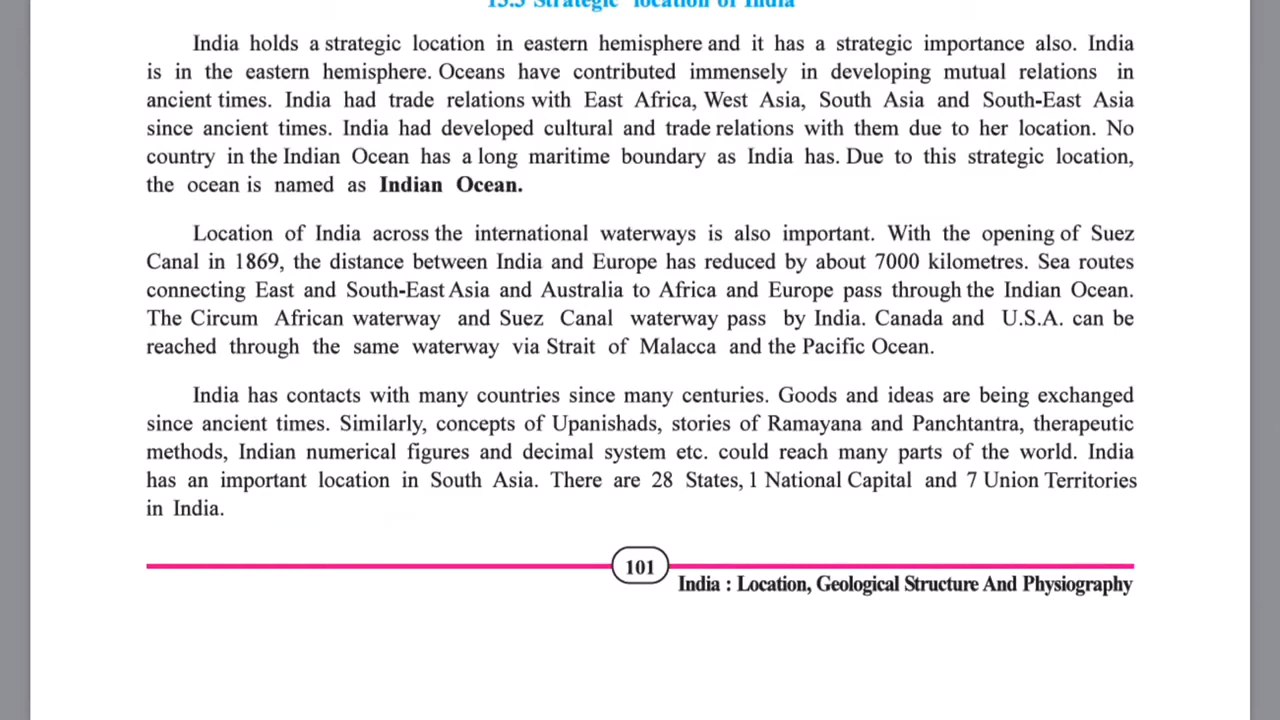 13.3 Strategic location of India
India holds a strategic location in eastern hemisphere and it has a strategic importance also. India
is in the eastern hemisphere. Oceans have contributed immensely in developing mutual relations in
ancient times. India had trade relations with East Africa, West Asia, South Asia and South-East Asia
since ancient times. India had developed cultural and trade relations with them due to her location. No
country in the Indian Ocean has a long maritime boundary as India has. Due to this strategic location,
the ocean is named as Indian Ocean.
Location of India across the international waterways is also important. With the opening of Suez
Canal in 1869, the distance between India and Europe has reduced by about 7000 kilometres. Sea routes
connecting East and South-East Asia and Australia to Africa and Europe pass through the Indian Ocean.
The Circum African waterway and Suez Canal waterway pass by India. Canada and U.S.A. can be
reached through the same waterway via Strait of Malacca and the Pacific Ocean.
India has contacts with many countries since many centuries. Goods and ideas are being exchanged
since ancient times. Similarly, concepts of Upanishads, stories of Ramayana and Panchtantra, therapeutic
methods, Indian numerical figures and decimal system etc. could reach many parts of the world. India
has an important location in South Asia. There are 28 States, 1 National Capital and 7 Union Territories
in India.
101
India : Location, Geological Structure And Physiography